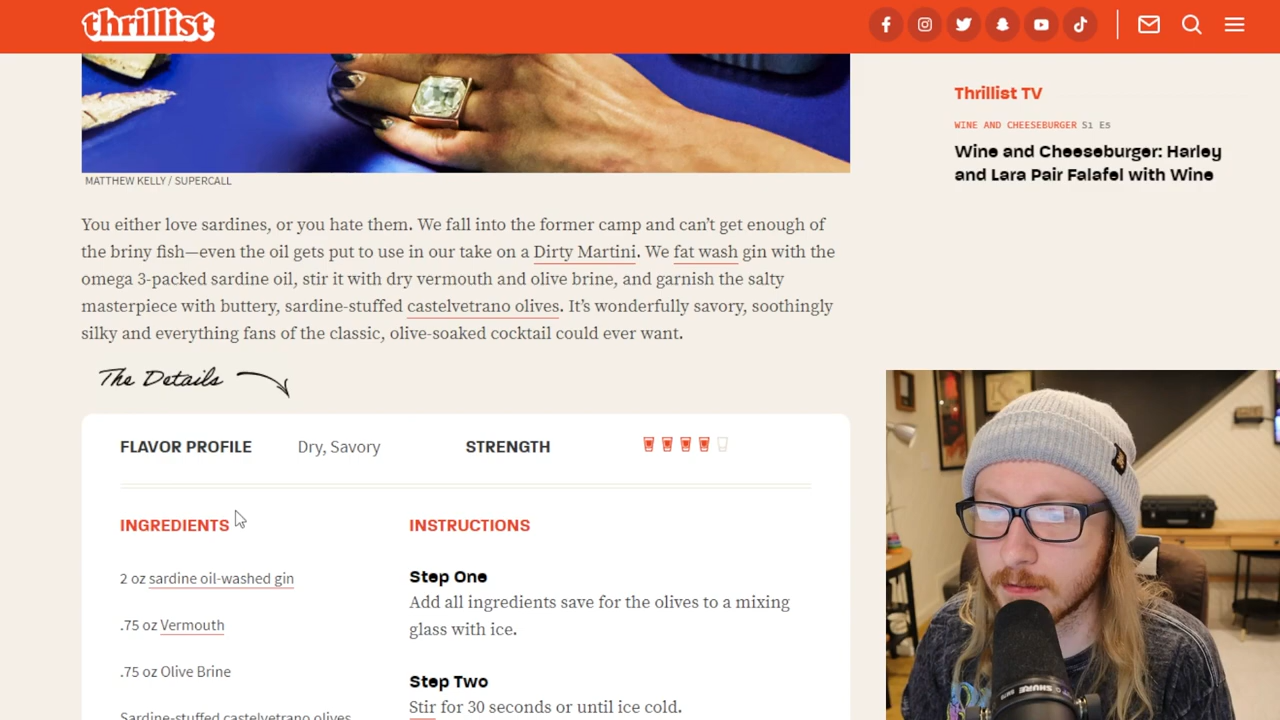 thrillist
MATTHEW KELLY / SUPERCALL
Thrillist TV
WINE AND CHEESEBURGER S1 E5
Wine and Cheeseburger: Harley
and Lara Pair Falafel with Wine
You either love sardines, or you hate them. We fall into the former camp and can’t get enough of
the briny fish—even the oil gets put to use in our take on a Dirty Martini. We fat wash gin with the
omega 3-packed sardine oil, stir it with dry vermouth and olive brine, and garnish the salty
masterpiece with buttery, sardine-stuffed castelvetrano olives. It’s wonderfully savory, soothingly
silky and everything fans of the classic, olive-soaked cocktail could ever want.
The Details
FLAVOR PROFILE Dry, Savory STRENGTH
INGREDIENTS
2 oz sardine oil-washed gin
.75 oz Vermouth
.75 oz Olive Brine
Sardine-stuffed castelvetrano olives
INSTRUCTIONS
Step One
Add all ingredients save for the olives to a mixing
glass with ice.
Step Two
Stir for 30 seconds or until ice cold.
SHURE